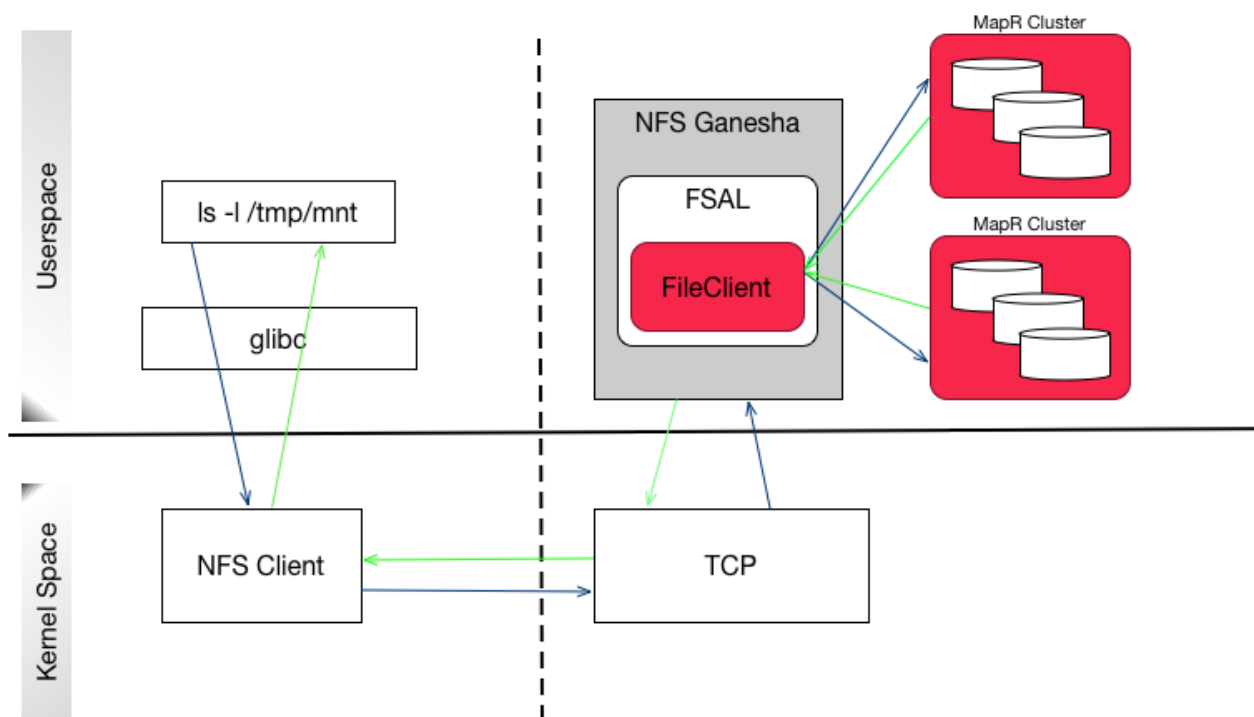 MapR Cluster
NFS Ganesha
FSAL
FileClient
MapR Cluster
Userspace
ls -l /tmp/mnt
glibc
Kernel Space
NFS Client
TCP